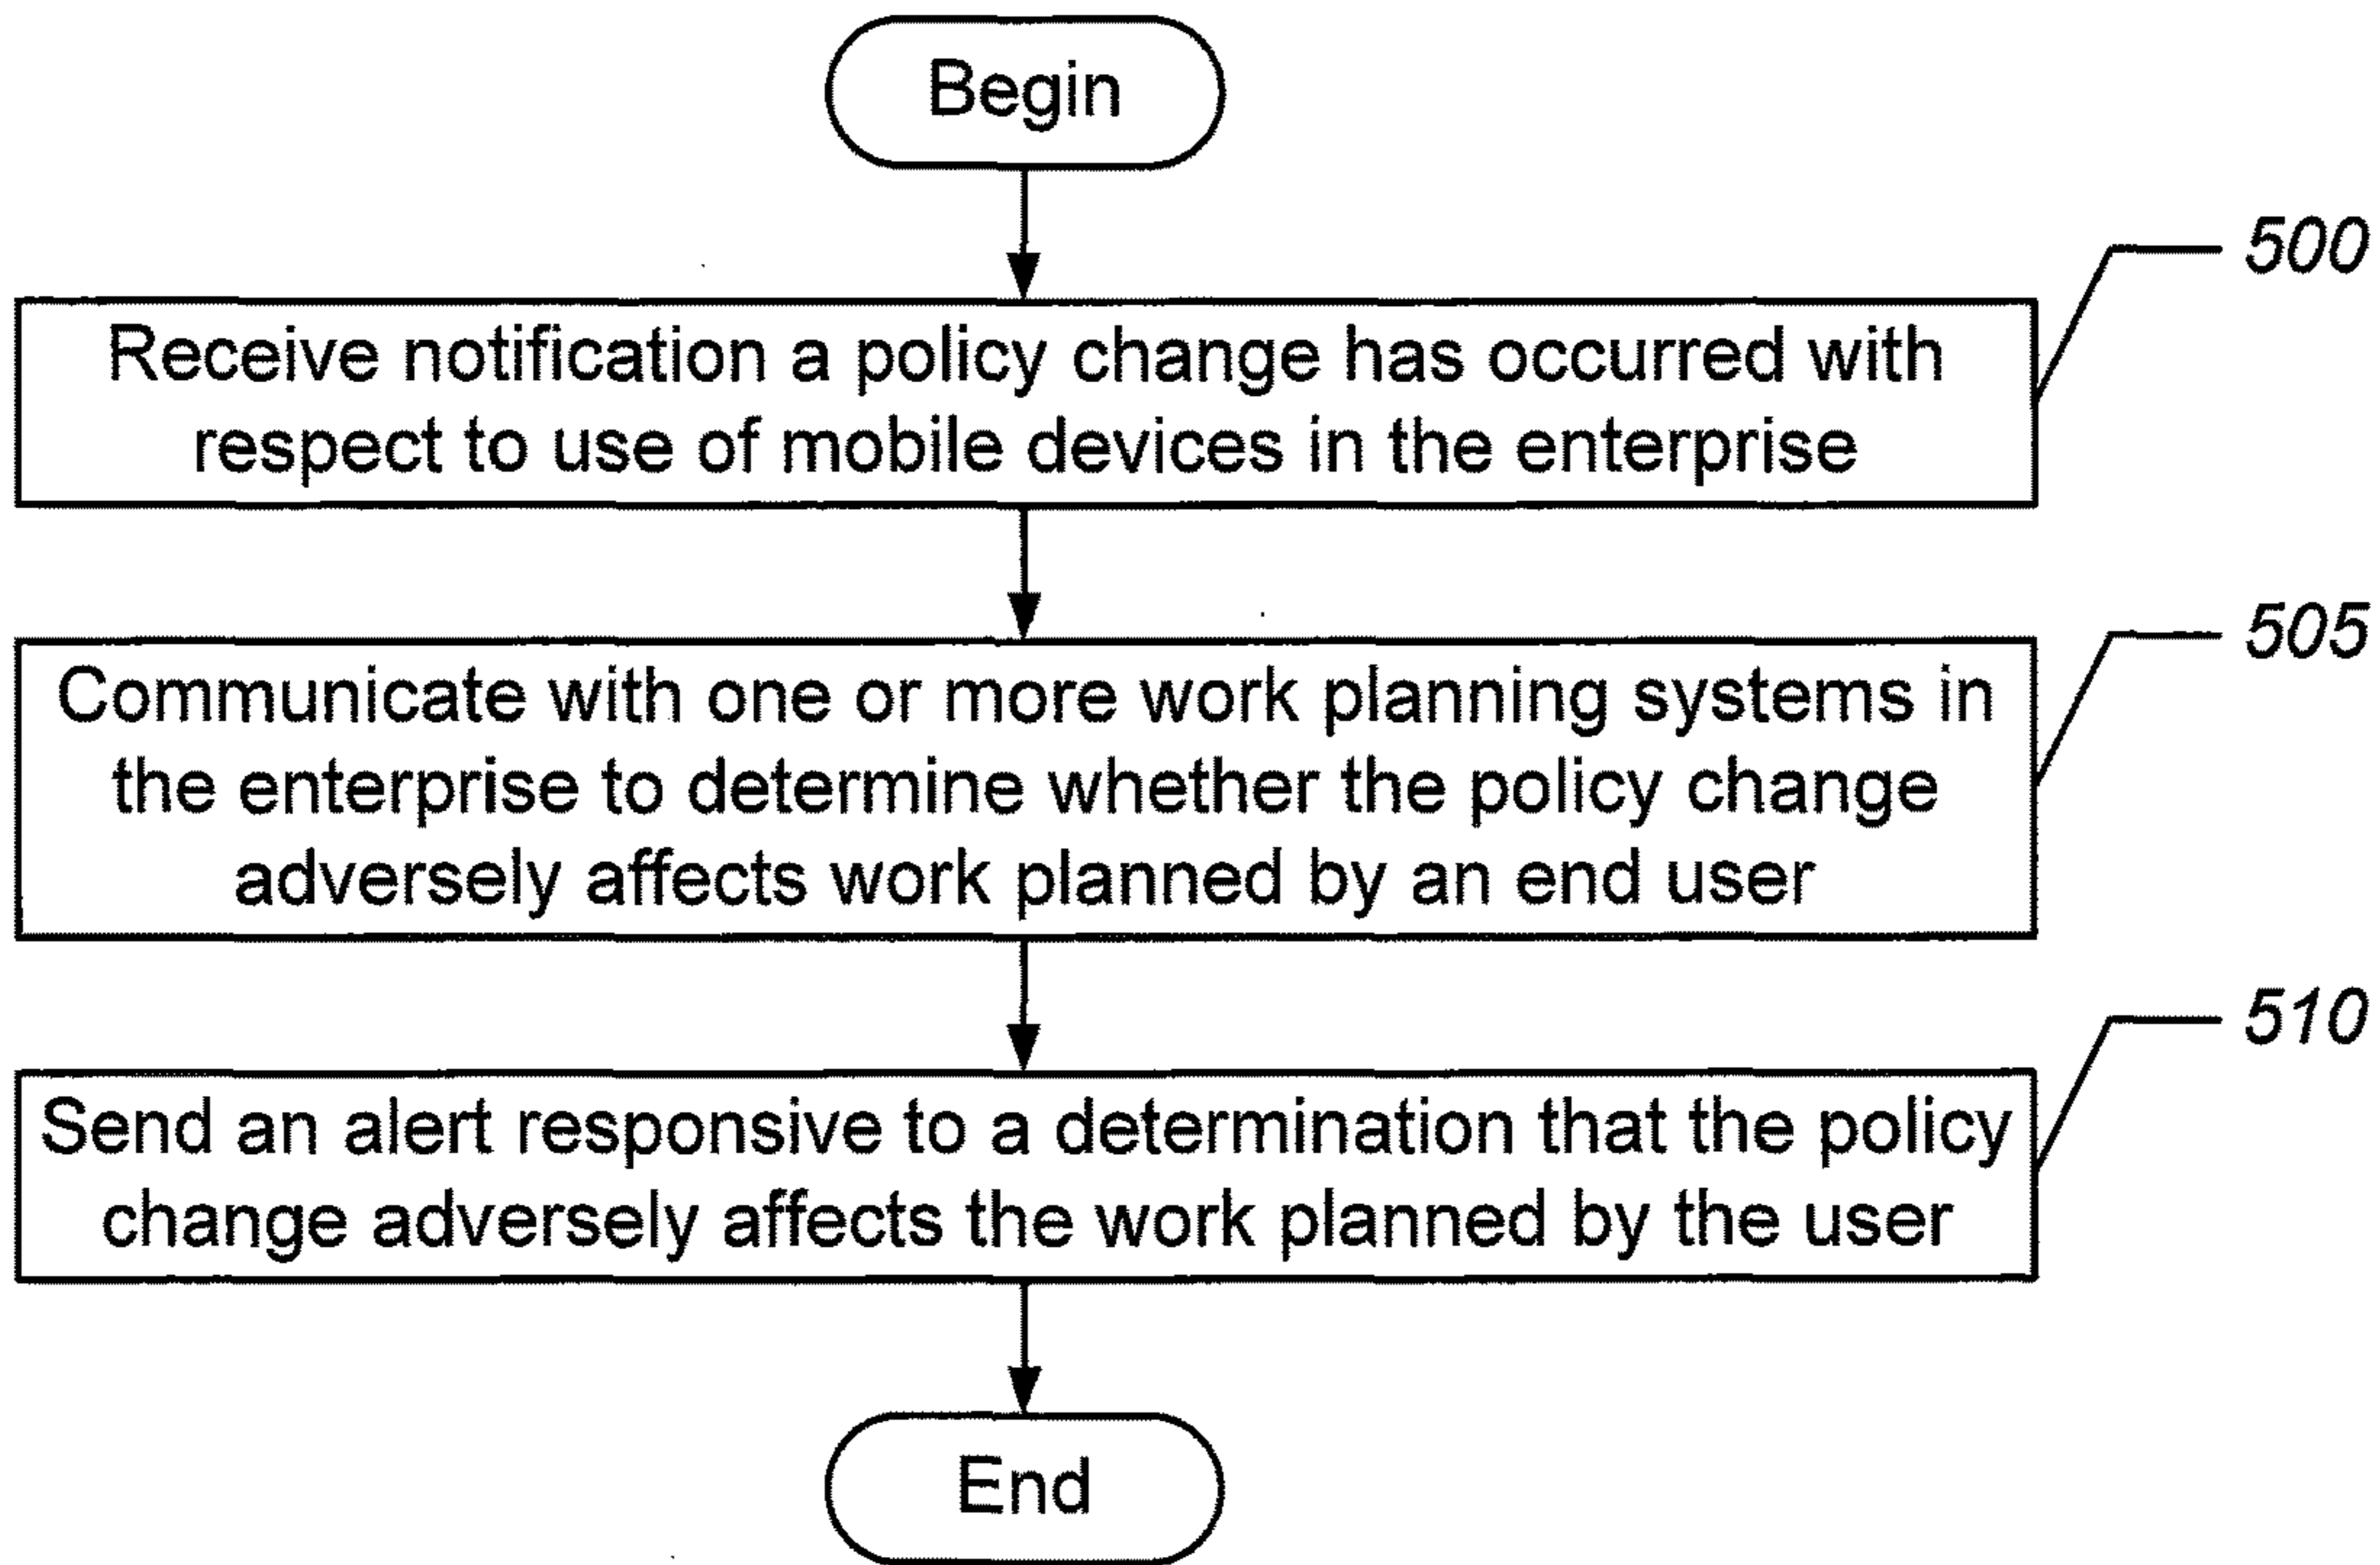 Begin
500
Receive notification a policy change has occurred with
respect to use of mobile devices in the enterprise
505
Communicate with one or more work planning systems in
the enterprise to determine whether the policy change
adversely affects work planned by an end user
510
Send an alert responsive to a determination that the policy
change adversely affects the work planned by the user
End